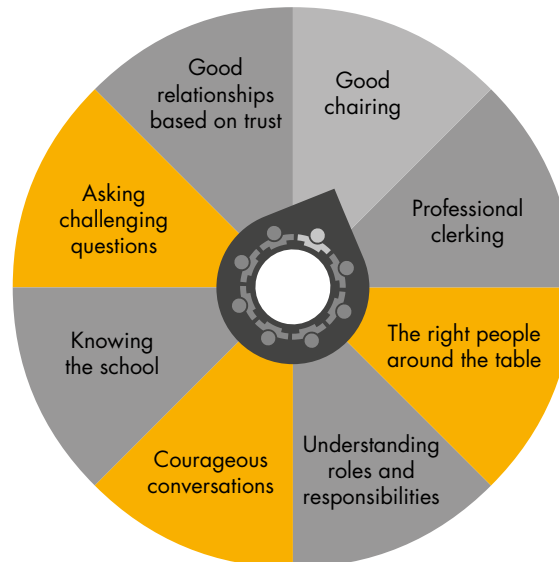 Good
chairing
Professional
clerking
The right people
around the table
Understanding
roles and
responsibilities
Courageous
conversations
Knowing
the school
Asking
challenging
questions
Good
relationships
based on trust